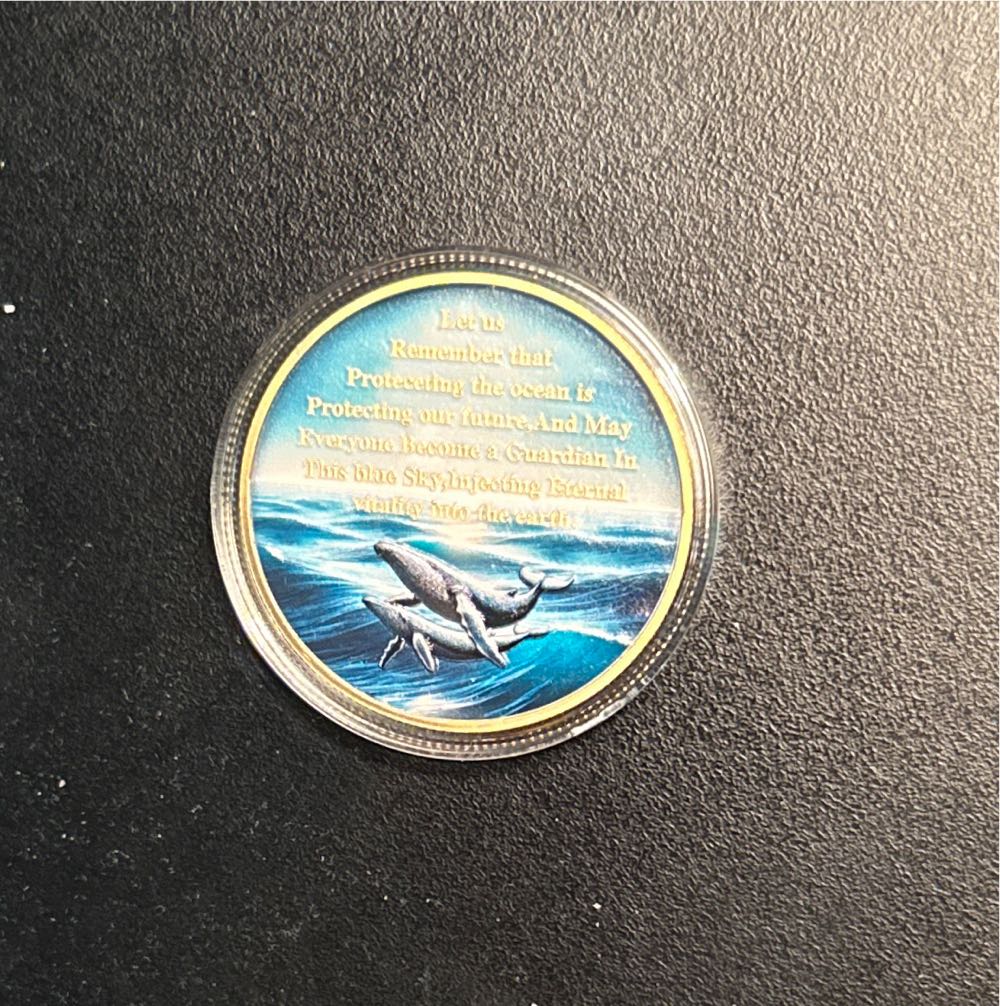 Let us
Remember that
Proteceting the ocean is
Protecting our future,And May
Everyone Become a Guardian In
This blue Sky,Injecting Eternal
vitality into the earth.